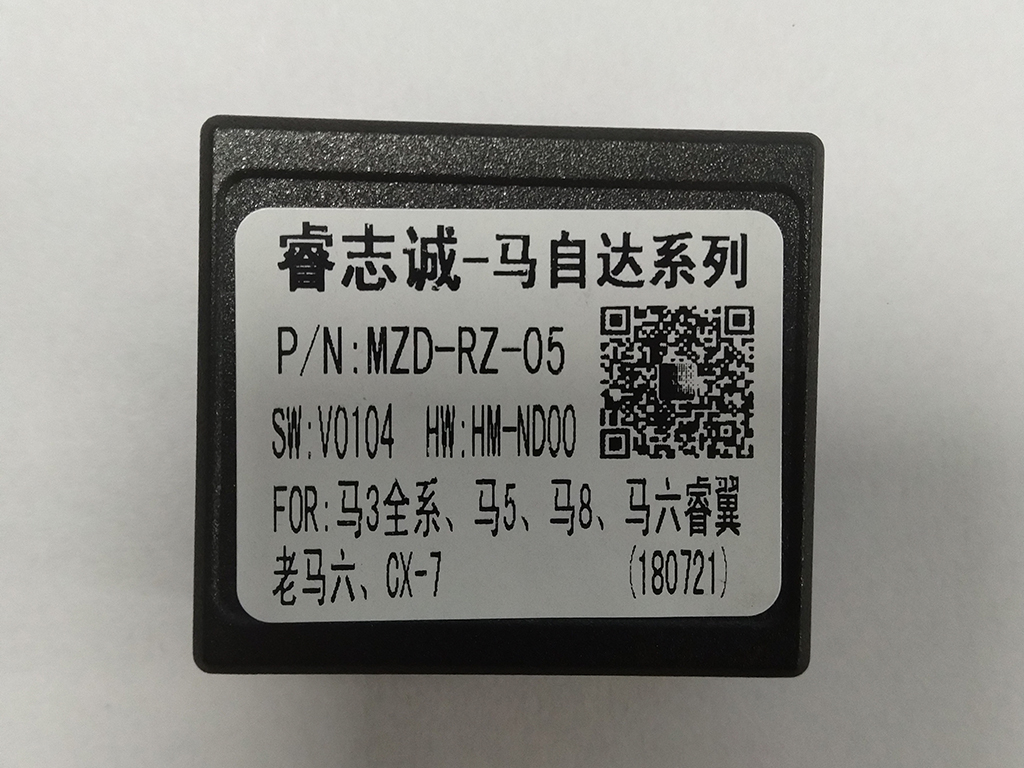 睿志诚-马自达系列
P/N:MZD-RZ-05
SW:V0104 HW:HM-ND00
FOR:马3全系、马5、马8、马六睿翼
老马六、CX-7 (180721)